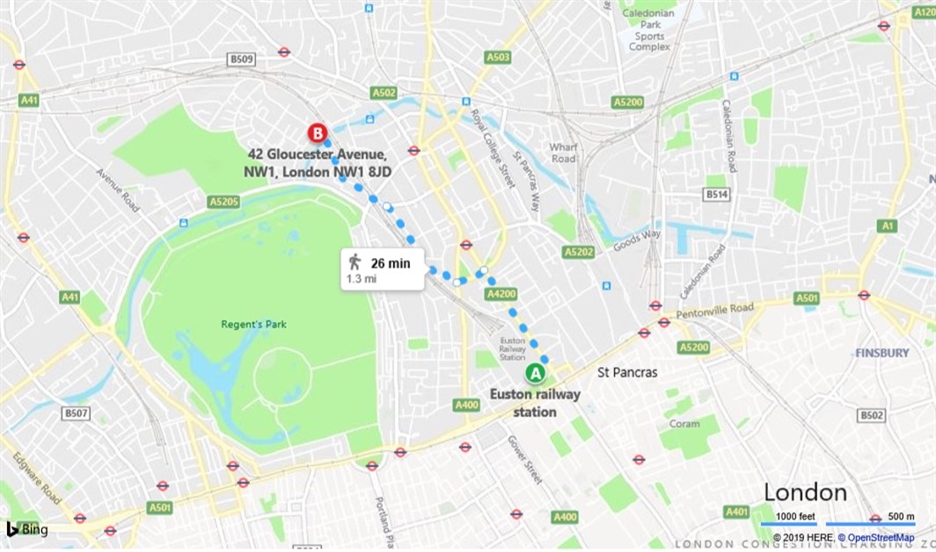 Caledonian
Park
Sports
Complex
A120
A503
B509
A41
A502
A5200
Royal College Street
Caledonian Road
B
42 Gloucester Avenue,
NW1, London NW1 8JD
St Pancras Way
Wharf
Road
Avenue Road
A5205
B514
Goods Way
A1
A5202
Caledonian Road
26 min
1.3 mi
A41
A4200
A501
Pentonville Road
Regent's Park
Euston
Railway
Station
A5200
FINSBURY
A
St Pancras
Euston railway
station
B507
A400
B502
Coram
Gower Street
Edgware Road
London
A501
Portland Pla
A400
A401
1000 feet
500 m
Bing
© 2019 HERE, © OpenStreetMap
LONDON CONGESTION CHARGING ZO